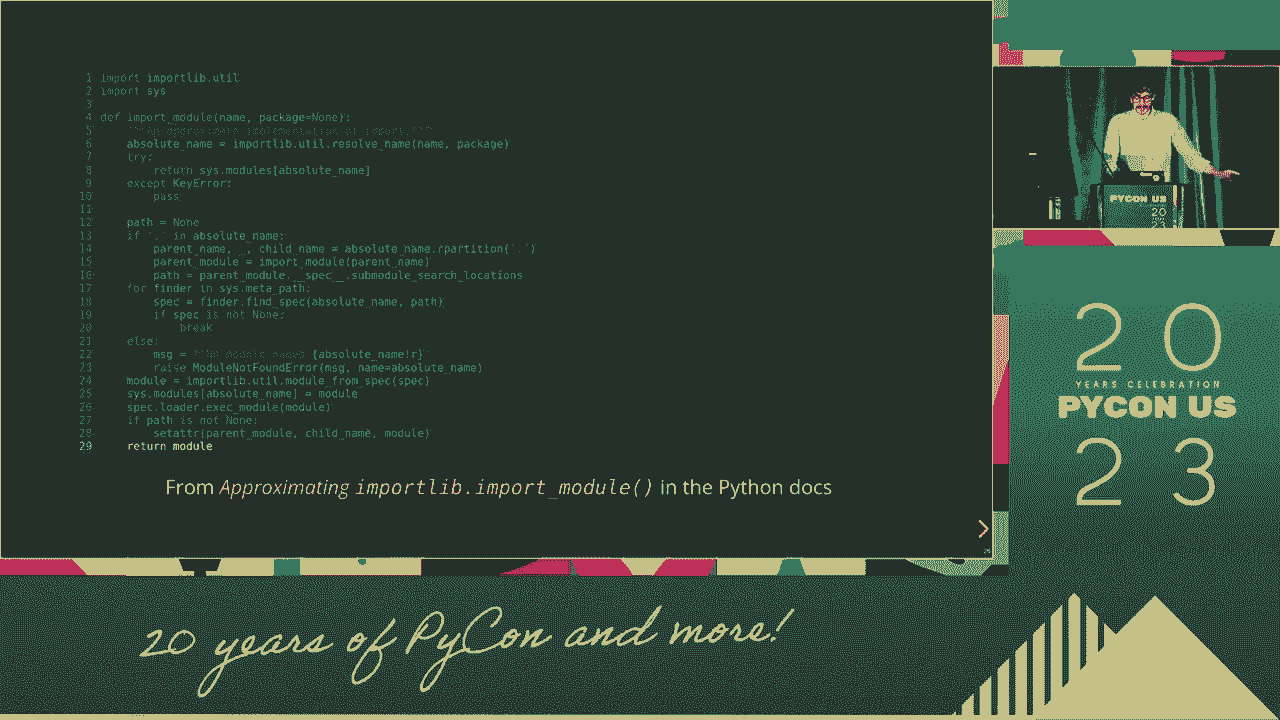 1 import importlib.util
2 import sys
3
4 def import_module(name, package=None):
5     """An approximate implementation of import."""
6     absolute_name = importlib.util.resolve_name(name, package)
7     try:
8         return sys.modules[absolute_name]
9     except KeyError:
10         pass
11
12     path = None
13     if '.' in absolute_name:
14         parent_name, _, child_name = absolute_name.rpartition('.')
15         parent_module = import_module(parent_name)
16         path = parent_module.__spec__.submodule_search_locations
17     for finder in sys.meta_path:
18         spec = finder.find_spec(absolute_name, path)
19         if spec is not None:
20             break
21     else:
22         msg = f'No module named {absolute_name!r}'
23         raise ModuleNotFoundError(msg, name=absolute_name)
24     module = importlib.util.module_from_spec(spec)
25     sys.modules[absolute_name] = module
26     spec.loader.exec_module(module)
27     if path is not None:
28         setattr(parent_module, child_name, module)
29     return module
From Approximating importlib.import_module() in the Python docs
PYCON US
20
23
20
YEARS CELEBRATION
PYCON US
23
20 years of PyCon and more!